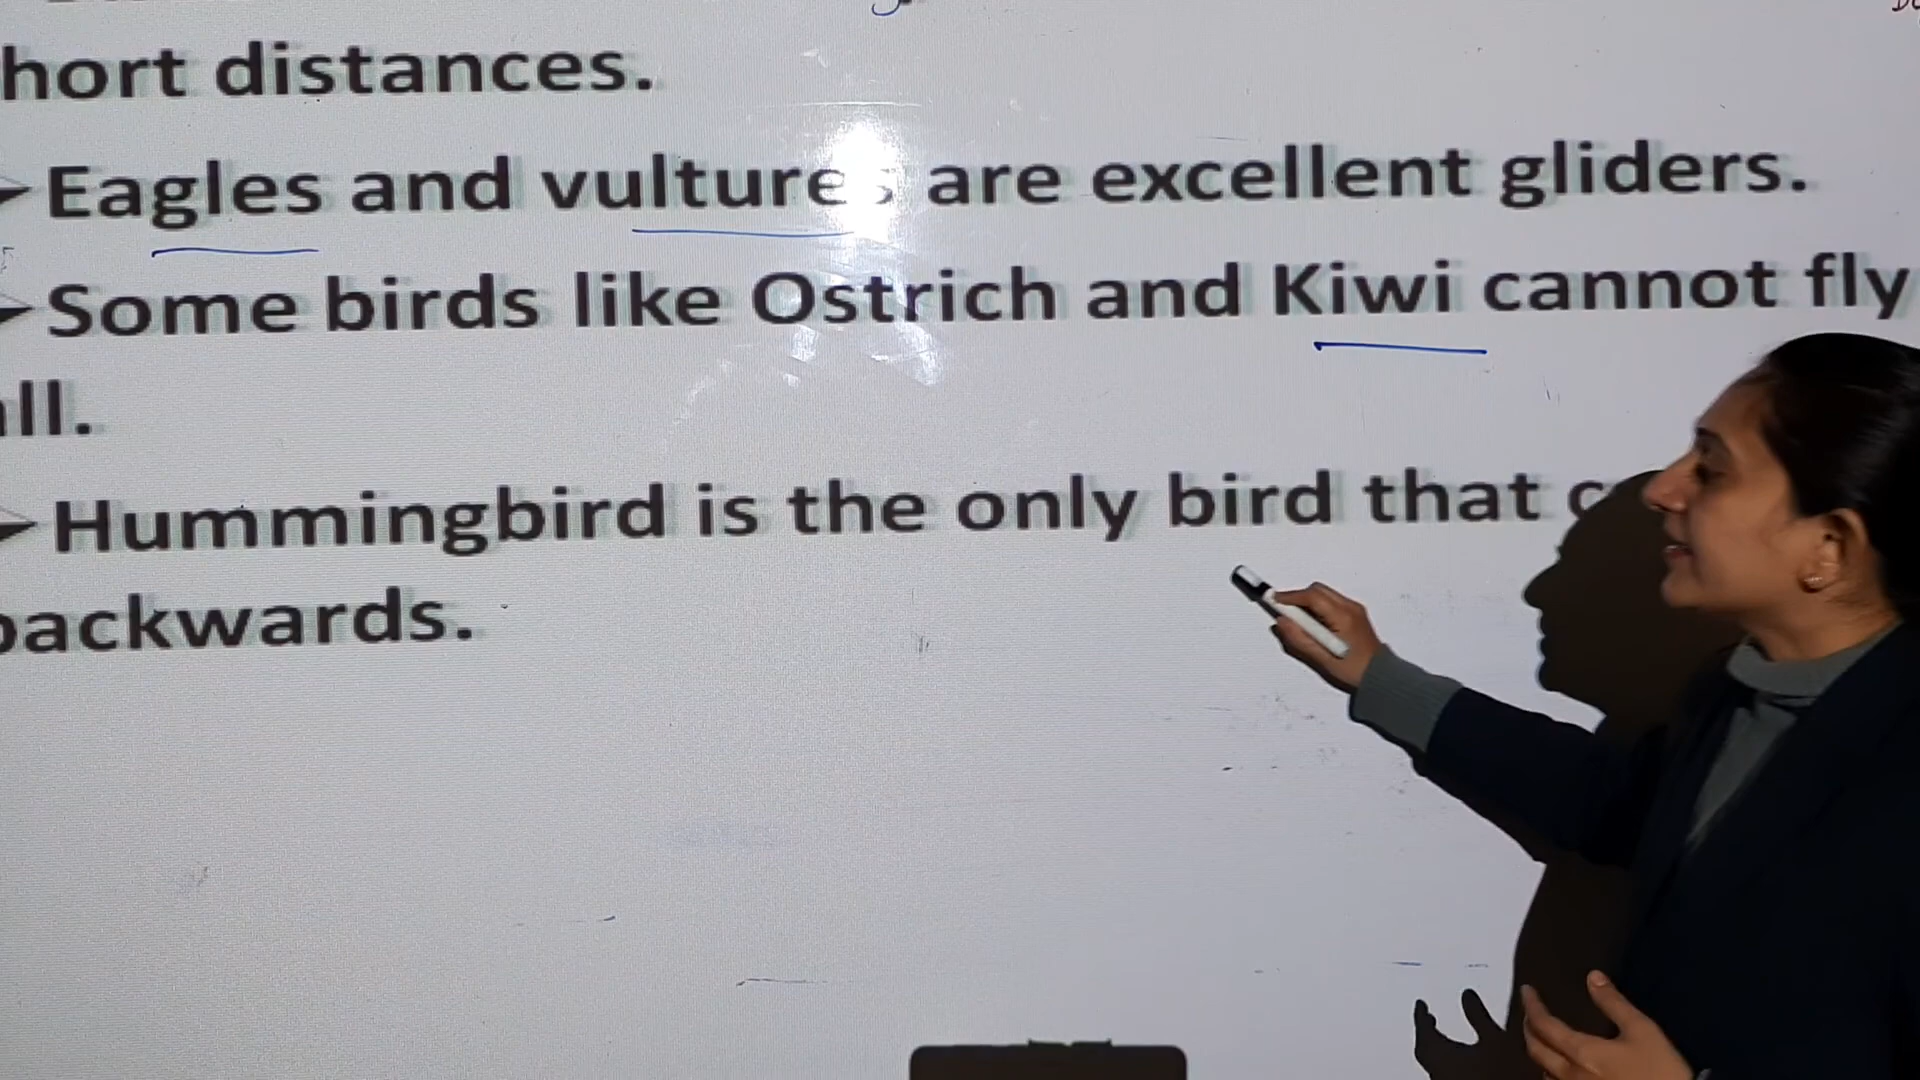 hort distances.
➤Eagles and vultures are excellent gliders.
➤Some birds like Ostrich and Kiwi cannot fly
ll.
➤Hummingbird is the only bird that
backwards.